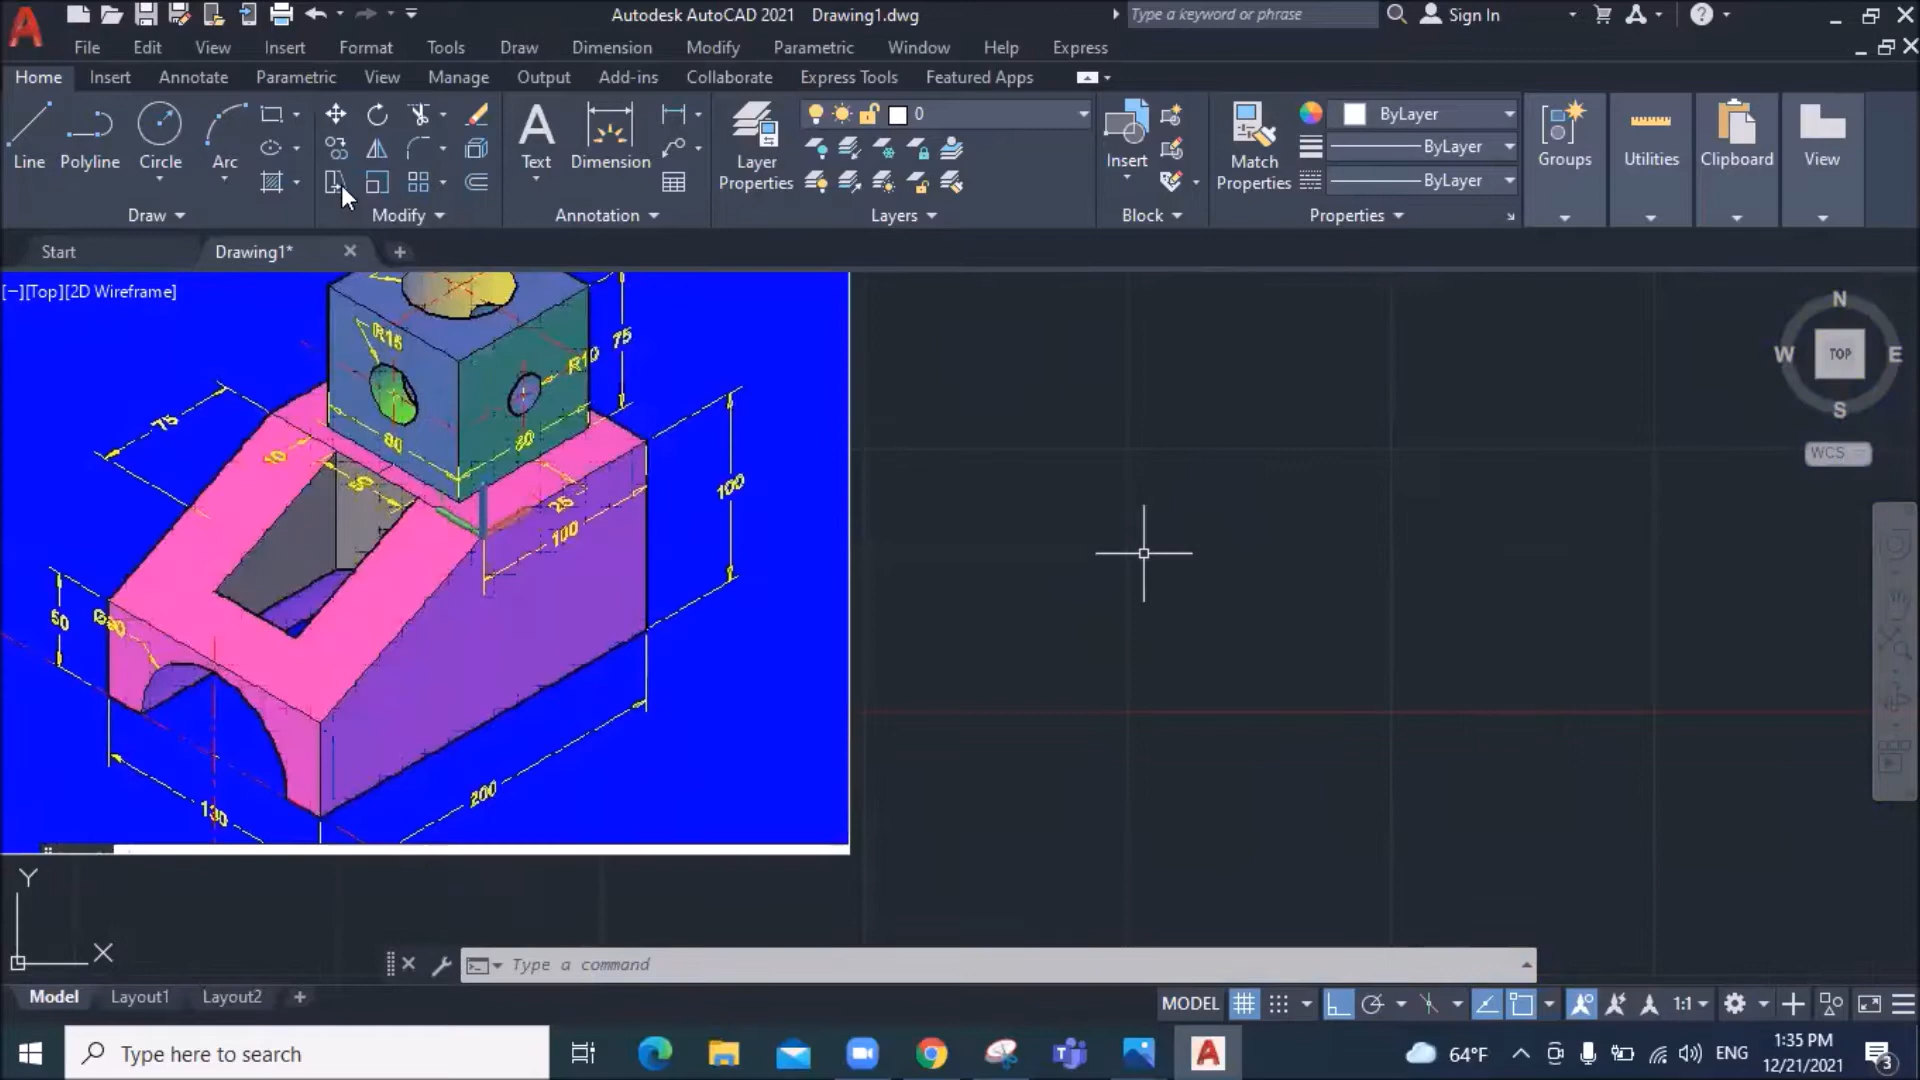 Autodesk AutoCAD 2021 Drawing1.dwg
Type a keyword or phrase
Sign In
File Edit View Insert Format Tools Draw Dimension Modify Parametric Window Help Express
Home Insert Annotate Parametric View Manage Output Add-ins Collaborate Express Tools Featured Apps
0
ByLayer
ByLayer
ByLayer
Line Polyline Circle Arc
Text Dimension
Layer Properties
Insert
Match Properties
Groups Utilities Clipboard View
Draw Modify Annotation Layers Block Properties
Start Drawing1*
[−][Top][2D Wireframe]
R15
75
R10
75
80
60
10
50
25
100
100
50
130
200
N
W TOP E
S
WCS
Y
X
Type a command
Model Layout1 Layout2
MODEL 1:1
Type here to search
64°F
ENG
1:35 PM
12/21/2021
3